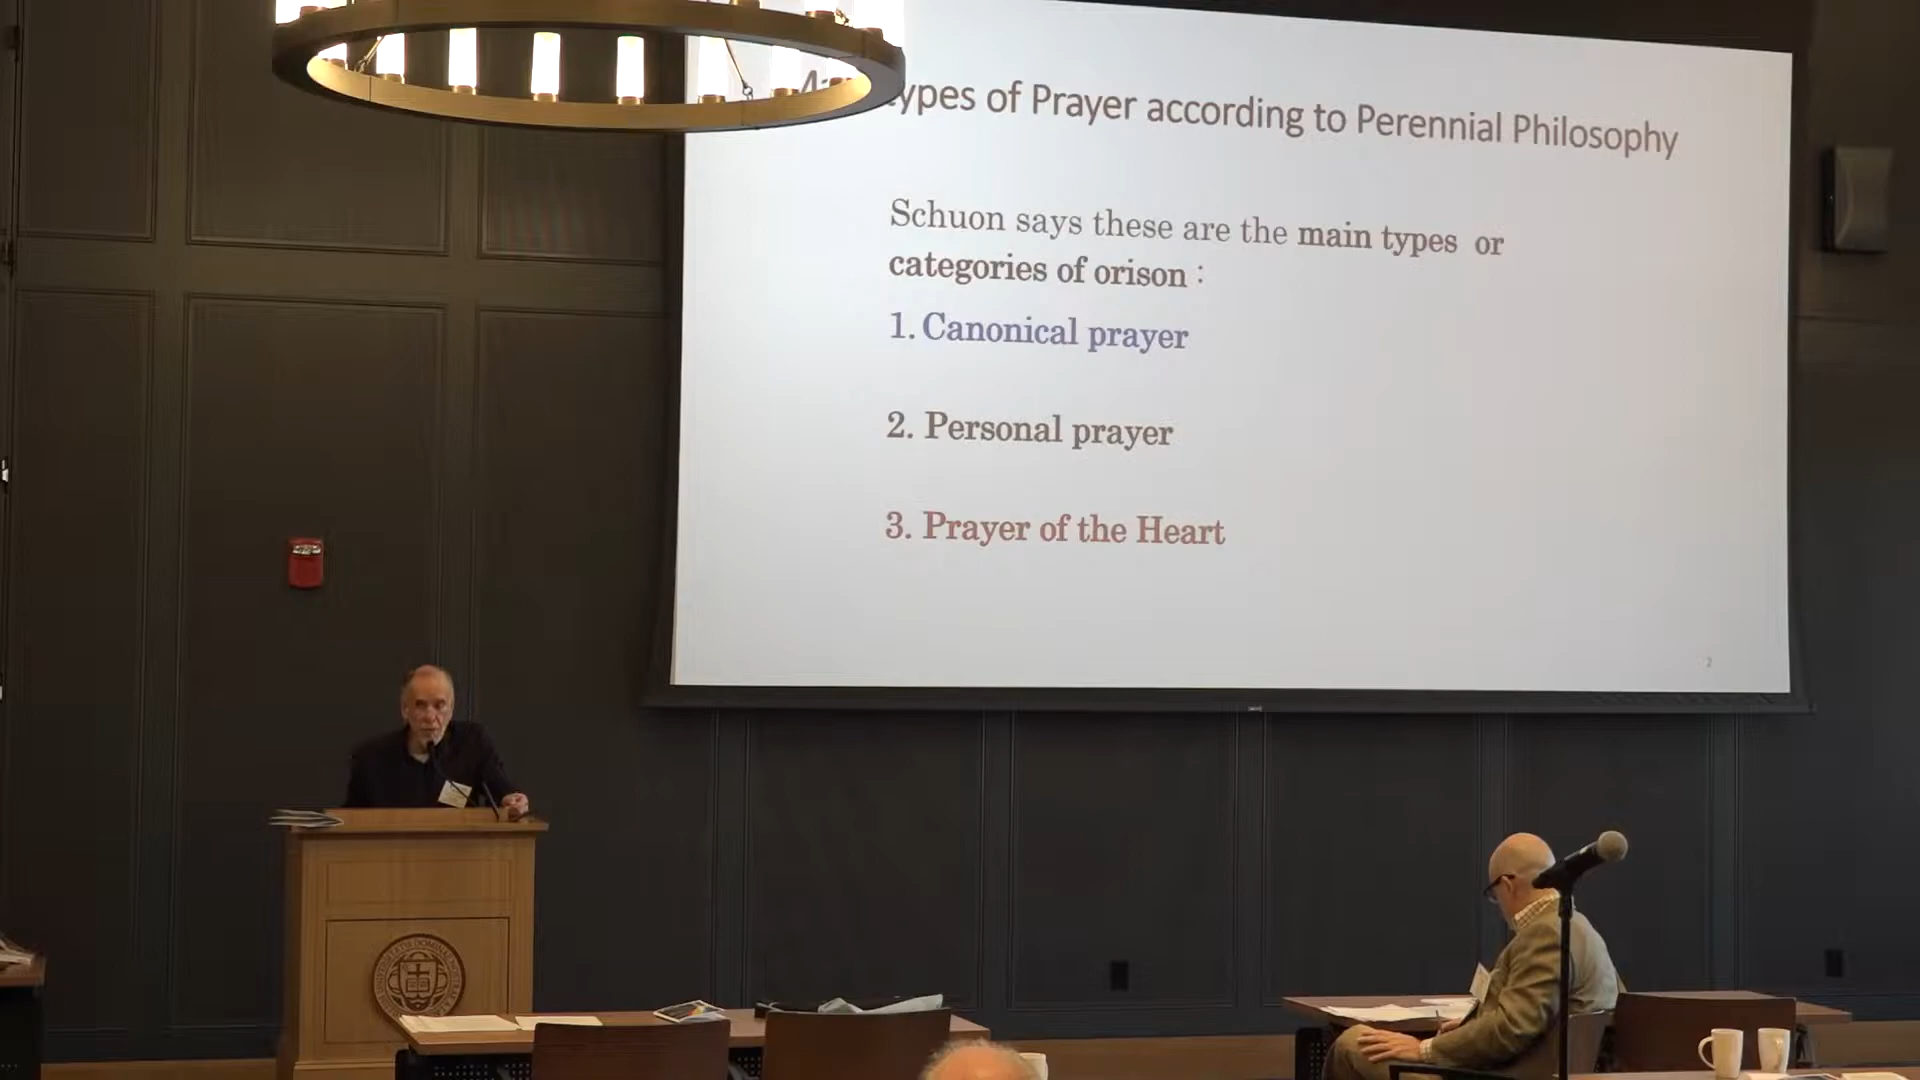 ypes of Prayer according to Perennial Philosophy
Schuon says these are the main types or
categories of orison :
1. Canonical prayer
2. Personal prayer
3. Prayer of the Heart
2